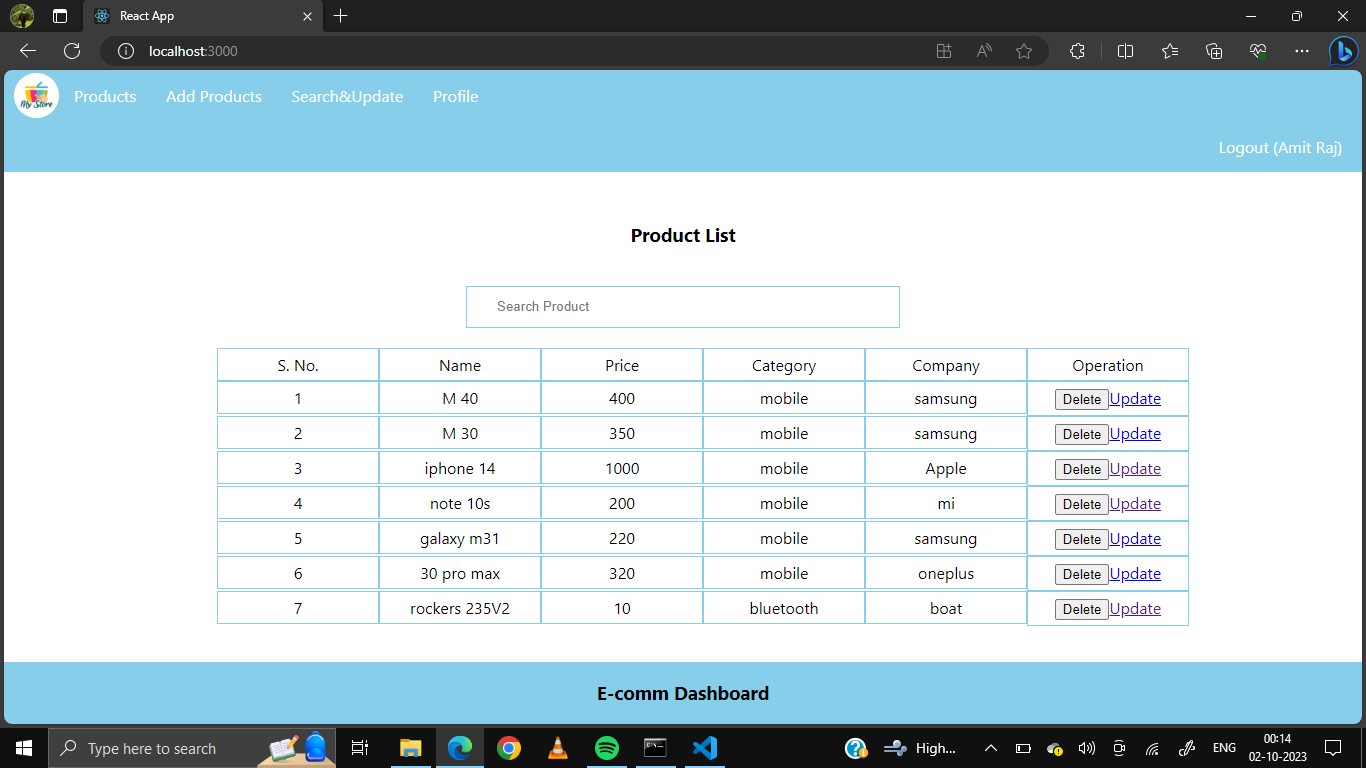 React App
localhost:3000
My Store
Products Add Products Search&Update Profile
Logout (Amit Raj)
Product List
Search Product
S. No. Name Price Category Company Operation
1 M 40 400 mobile samsung Delete Update
2 M 30 350 mobile samsung Delete Update
3 iphone 14 1000 mobile Apple Delete Update
4 note 10s 200 mobile mi Delete Update
5 galaxy m31 220 mobile samsung Delete Update
6 30 pro max 320 mobile oneplus Delete Update
7 rockers 235V2 10 bluetooth boat Delete Update
E-comm Dashboard
Type here to search
High...
ENG
00:14
02-10-2023